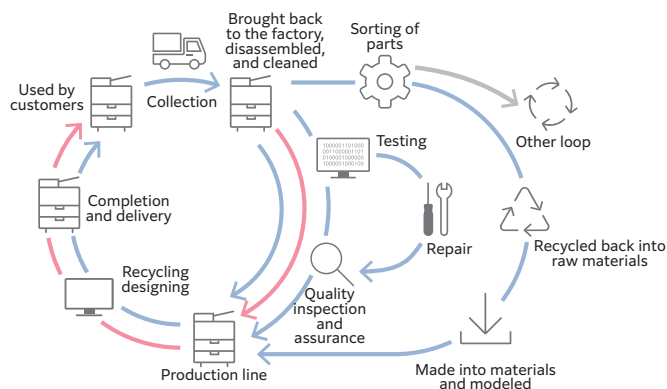 Brought back
to the factory,
disassembled,
and cleaned
Sorting of
parts
Used by
customers
Collection
Other loop
Testing
1000001101000
0011000001101
0100001000000
1000001000100
Completion
and delivery
Repair
Recycled back into
raw materials
Recycling
designing
Quality
inspection
and
assurance
Production line
Made into materials
and modeled